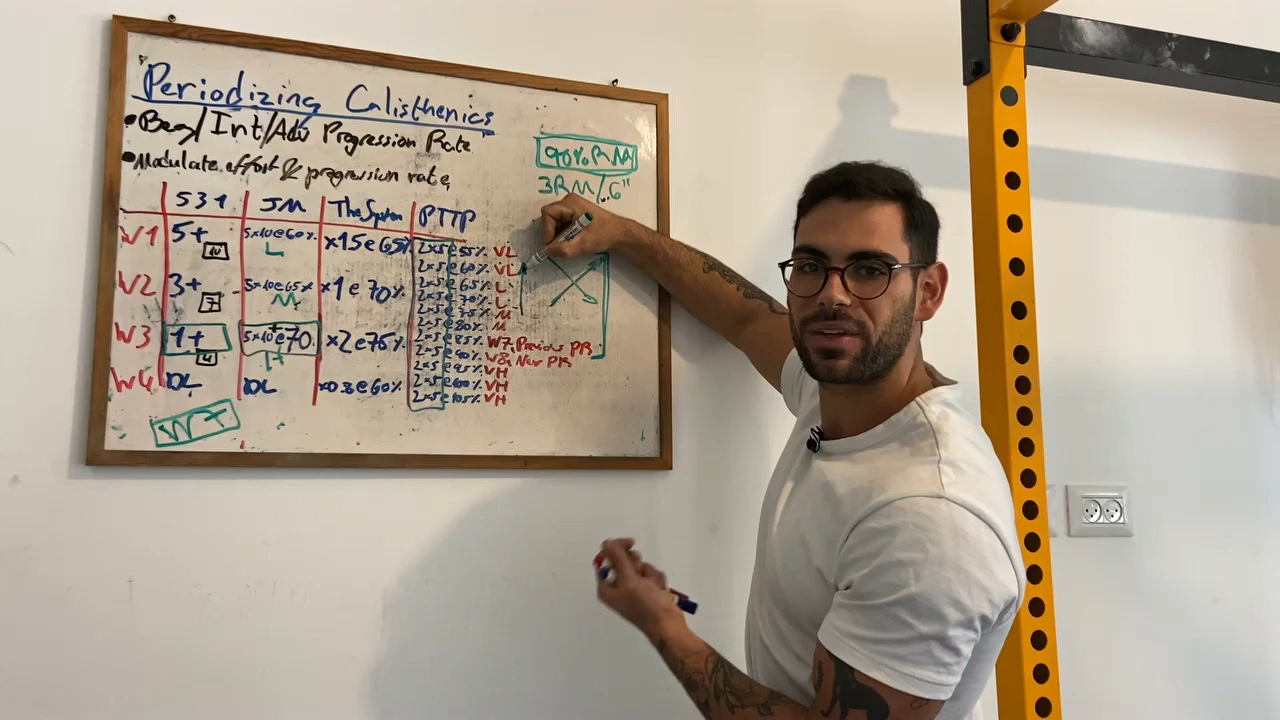 Periodizing Calisthenics
• Beg/Int/Adv Progression Rate
• Modulate effort & progression rate
90% RM
3RM/.6"
531 JM The System PTTP
W1 5+ 10 5x10@60% L x1.5@65%
W2 3+ 7 5x10@65% M x1@70%
W3 1+ 4 5x10+@70% x2@75%
W4 DL DL x0.8@60%
2x5@55% VL
2x5@60% VL
2x5@65% L
2x5@70% L
2x5@75% M
2x5@80% M
2x5@85% W7: Previous PR
2x5@90% W8: New PR
2x5@95% VH
2x5@100% VH
2x5@105% VH